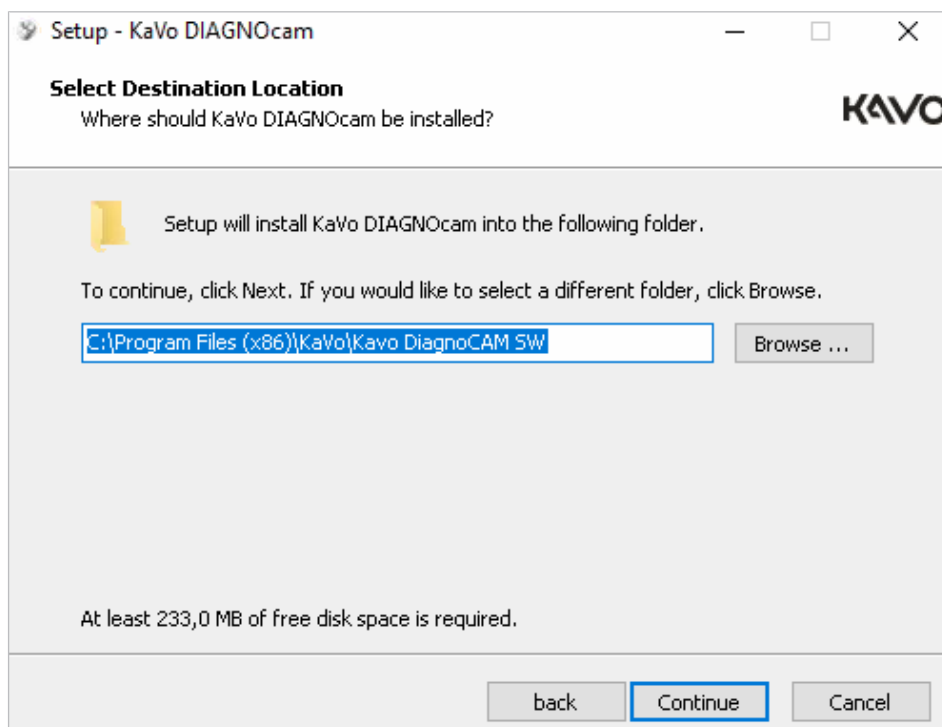 Setup - KaVo DIAGNOcam
Select Destination Location
Where should KaVo DIAGNOcam be installed?
KAVO
Setup will install KaVo DIAGNOcam into the following folder.
To continue, click Next. If you would like to select a different folder, click Browse.
C:\Program Files (x86)\KaVo\Kavo DiagnoCAM SW
Browse ...
At least 233,0 MB of free disk space is required.
back
Continue
Cancel